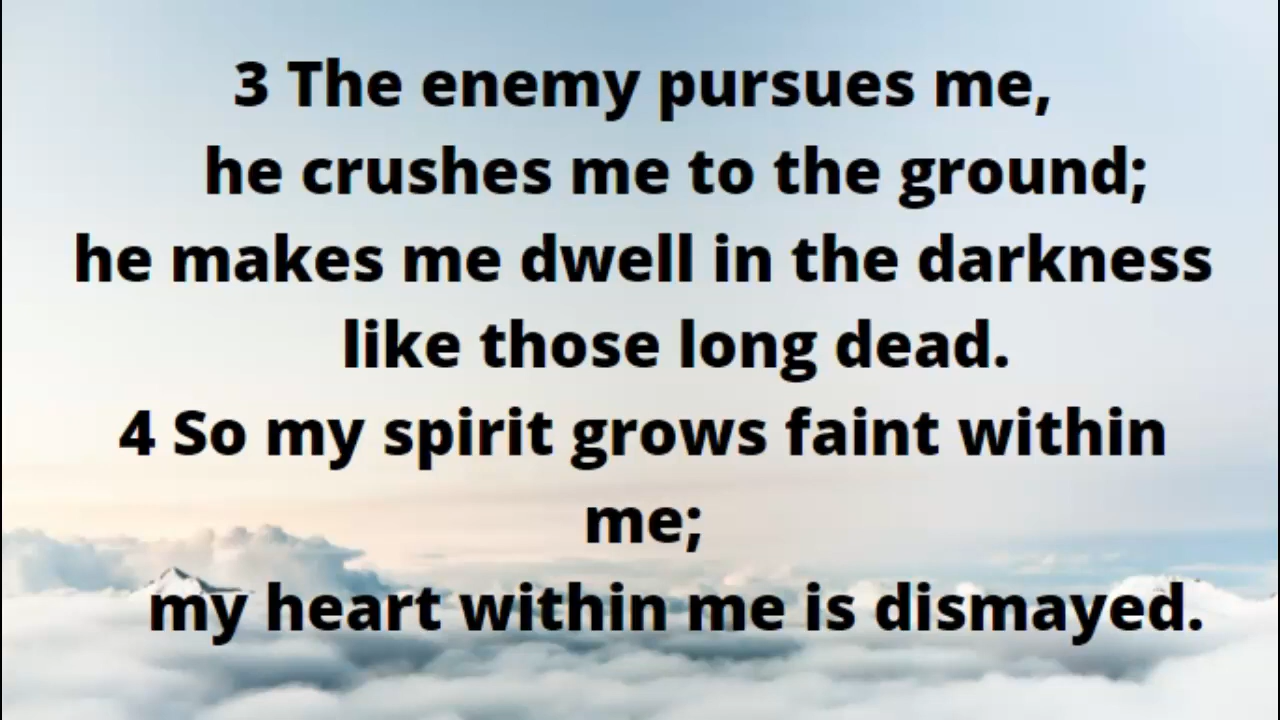 3 The enemy pursues me,
he crushes me to the ground;
he makes me dwell in the darkness
like those long dead.
4 So my spirit grows faint within
me;
my heart within me is dismayed.